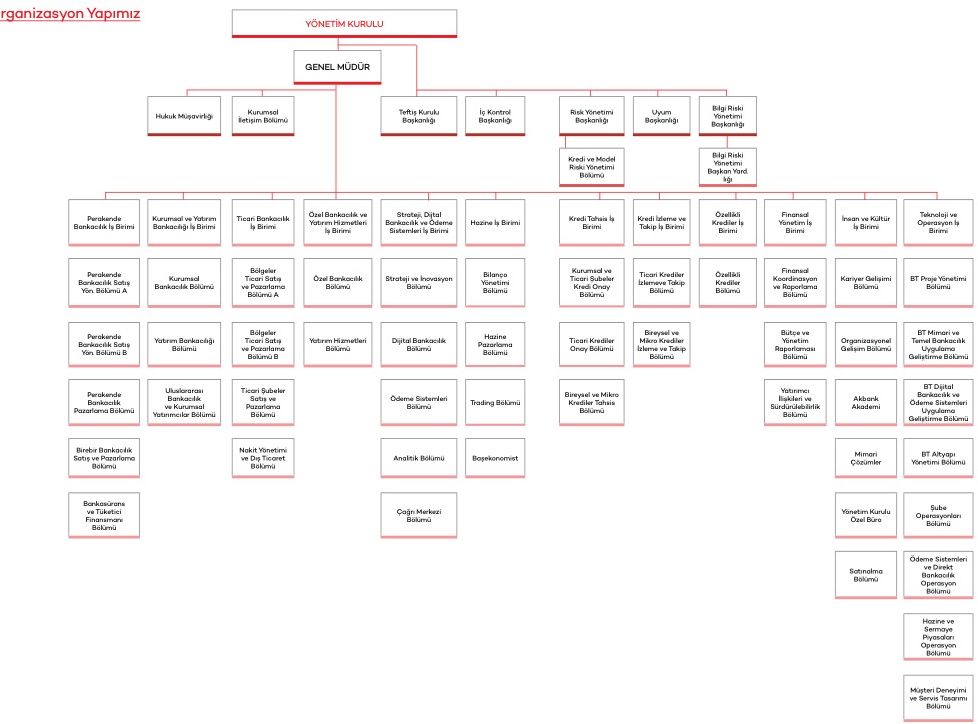 rganizasyon Yapımız
YÖNETİM KURULU
GENEL MÜDÜR
Hukuk Müşavirliği
Kurumsal
İletişim Bölümü
Teftiş Kurulu
Başkanlığı
İç Kontrol
Başkanlığı
Risk Yönetimi
Başkanlığı
Uyum
Başkanlığı
Bilgi Riski
Yönetimi
Başkanlığı
Kredi ve Model
Riski Yönetimi
Bölümü
Bilgi Riski
Yönetimi
Başkan Yard.
lığı
Perakende
Bankacılık İş Birimi
Kurumsal ve Yatırım
Bankacılığı İş Birimi
Ticari Bankacılık
İş Birimi
Özel Bankacılık ve
Yatırım Hizmetleri
İş Birimi
Strateji, Dijtal
Bankacılık ve Ödeme
Sistemleri İş Birimi
Hazine İş Birimi
Kredi Tahsis İş
Birimi
Kredi İzleme ve
Takip İş Birimi
Özellikli
Krediler İş
Birimi
Finansal
Yönetim İş
Birimi
İnsan ve Kültür
İş Birimi
Teknoloji ve
Operasyon İş
Birimi
Perakende
Bankacılık Satış
Yön. Bölümü A
Kurumsal
Bankacılık Bölümü
Bölgeler
Ticari Satış
ve Pazarlama
Bölümü A
Özel Bankacılık
Bölümü
Strateji ve İnovasyon
Bilanço
Yönetimi
Bölümü
Kurumsal ve
Ticari Şubeler
Kredi Onay
Bölümü
Ticari Krediler
İzlemeve Takip
Bölümü
Özellikli
Krediler
Bölümü
Finansal
Koordinasyon
ve Raporlama
Bölümü
Kariyer Gelişimi
Bölümü
BT Proje Yönetimi
Bölümü
Perakende
Bankacılık Satış
Yön. Bölümü B
Yatırım Bankacılığı
Bölümü
Bölgeler
Ticari Satış
ve Pazarlama
Bölümü B
Yatırım Hizmetleri
Bölümü
Dijital Bankacılık
Bölümü
Hazine
Pazarlama
Bölümü
Ticari Krediler
Onay Bölümü
Bireysel ve
Mikro Krediler
İzleme ve Takip
Bölümü
Bütçe ve
Yönetim
Raporlaması
Bölümü
Organizasyonel
Gelişim Bölümü
BT Mimari ve
Temel Bankacılık
Uygulama
Geliştirme Bölümü
Perakende
Bankacılık
Pazarlama Bölümü
Uluslararası
Bankacılık
ve Kurumsal
Yatırımcılar Bölümü
Ticari Şubeler
Satış ve
Pazarlama
Bölümü
Ödeme Sistemleri
Bölümü
Trading Bölümü
Bireysel ve Mikro
Krediler Tahsis
Bölümü
Yatırımcı
İlişkileri ve
Sürdürülebilirlik
Bölümü
Akbank
Akademi
BT Dijital
Bankacılık ve
Ödeme Sistemleri
Uygulama
Geliştirme Bölümü
Birebir Bankacılık
Satış ve Pazarlama
Bölümü
Nakit Yönetimi
ve Dış Ticaret
Bölümü
Analitik Bölümü
Başekonomist
Mimari
Çözümler
BT Altyapı
Yönetimi Bölümü
Bankasürans
ve Tüketici
Finansmanı
Bölümü
Çağrı Merkezi
Bölümü
Yönetim Kurulu
Özel Büro
Şube
Operasyonları
Bölümü
Satınalma
Bölümü
Ödeme Sistemleri
ve Direkt
Bankacılık
Operasyon
Bölümü
Hazine ve
Sermaye
Piyasaları
Operasyon
Bölümü
Müşteri Deneyimi
ve Servis Tasarımı
Bölümü